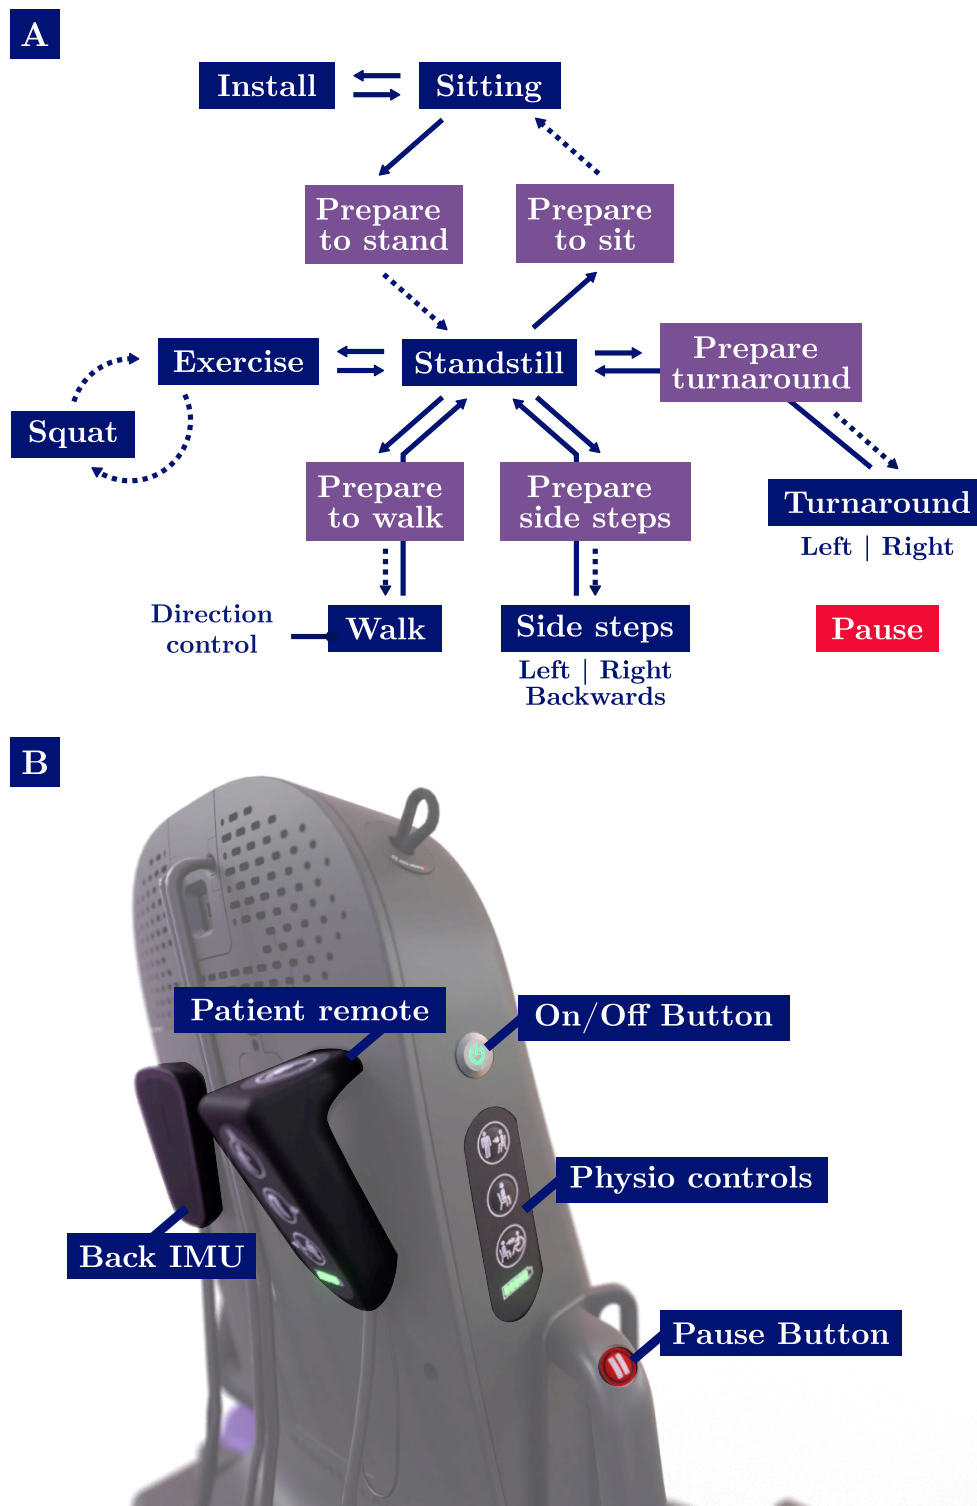 A
Install
Sitting
Prepare
to stand
Prepare
to sit
Exercise
Standstill
Prepare
turnaround
Squat
Prepare
to walk
Prepare
side steps
Turnaround
Left | Right
Direction
control
Walk
Side steps
Left | Right
Backwards
Pause
B
Patient remote
On/Off Button
Physio controls
Back IMU
Pause Button